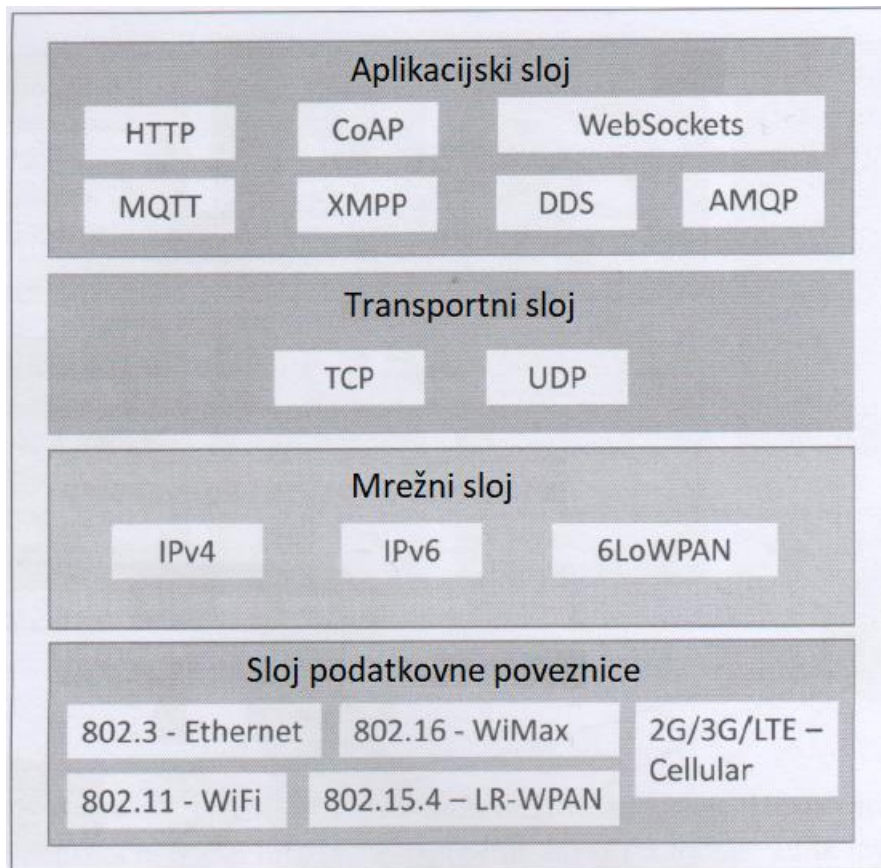 Aplikacijski sloj
HTTP
CoAP
WebSockets
MQTT
XMPP
DDS
AMQP
Transportni sloj
TCP
UDP
Mrežni sloj
IPv4
IPv6
6LoWPAN
Sloj podatkovne poveznice
802.3 - Ethernet
802.16 - WiMax
2G/3G/LTE –
Cellular
802.11 - WiFi
802.15.4 – LR-WPAN